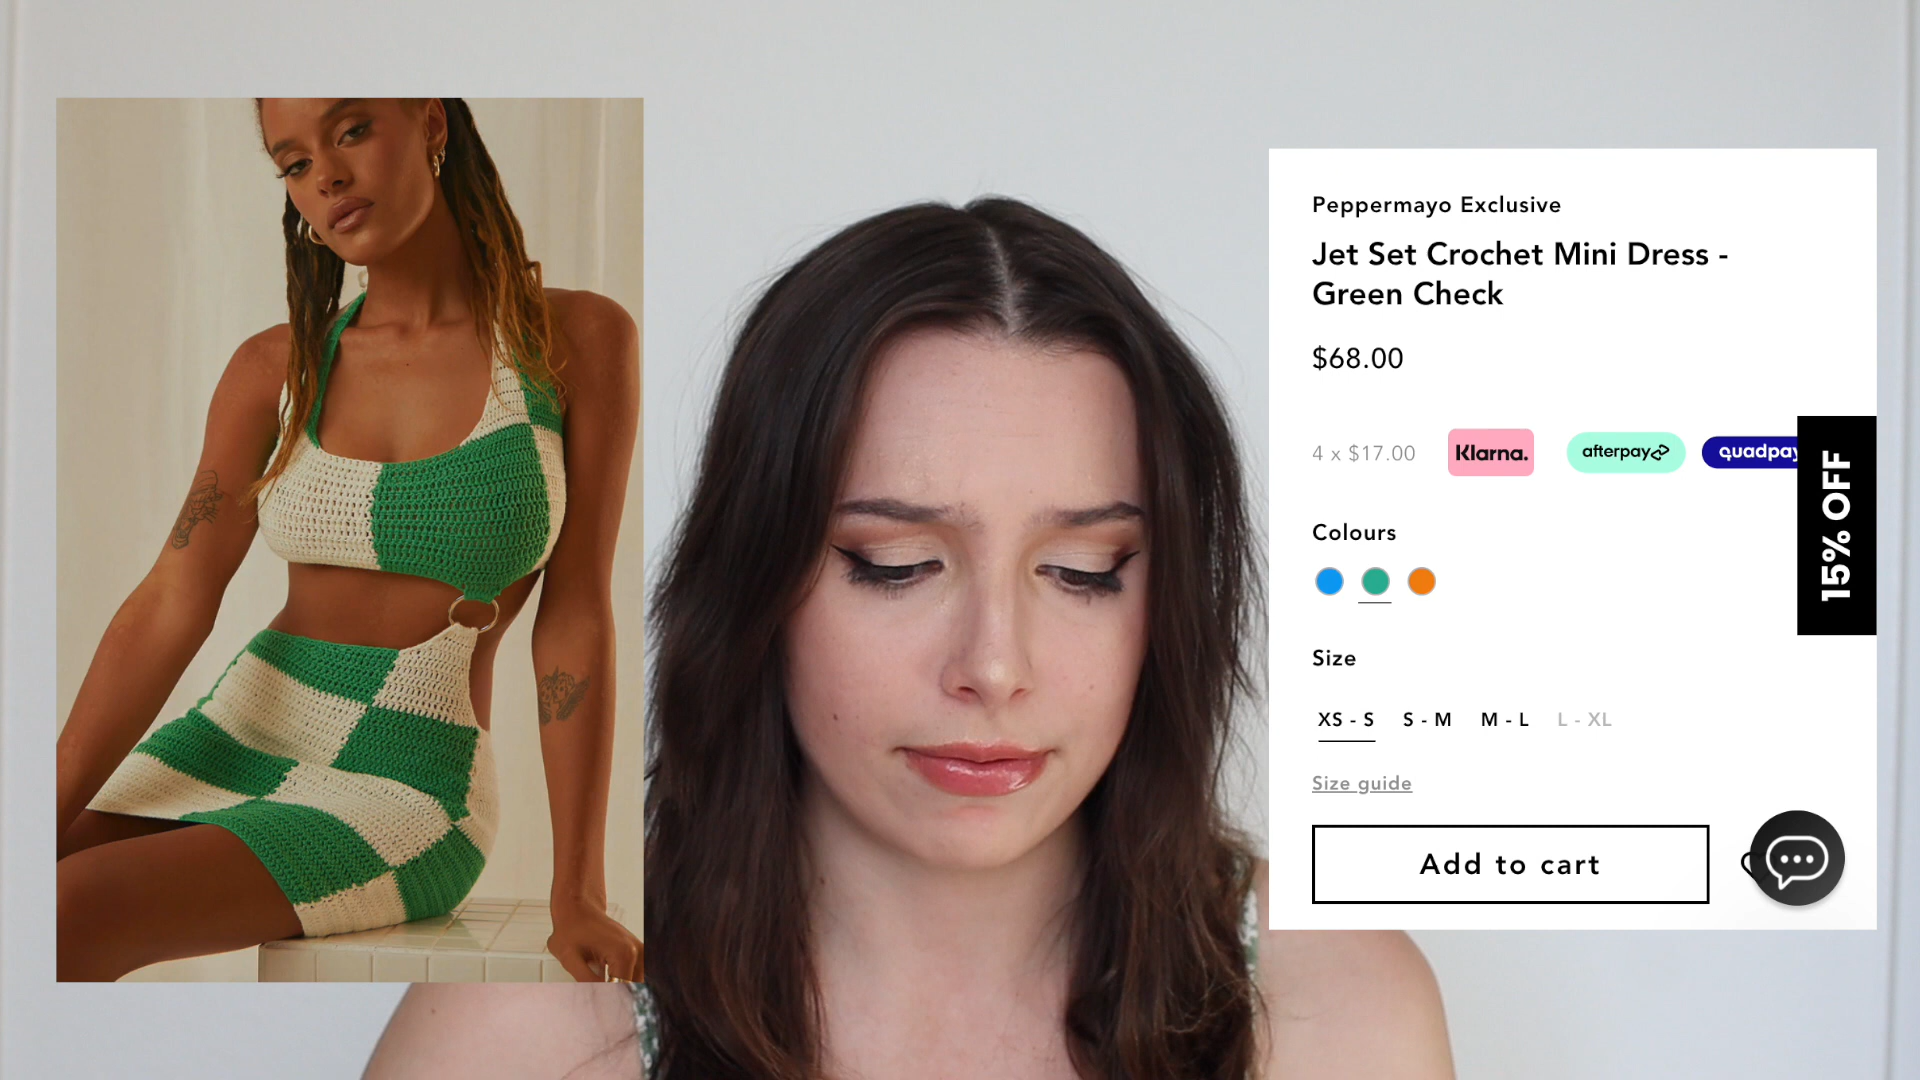 Peppermayo Exclusive
Jet Set Crochet Mini Dress -
Green Check
$68.00
4 x $17.00 Klarna. afterpay quadpay
15% OFF
Colours
Size
XS - S S - M M - L L - XL
Size guide
Add to cart